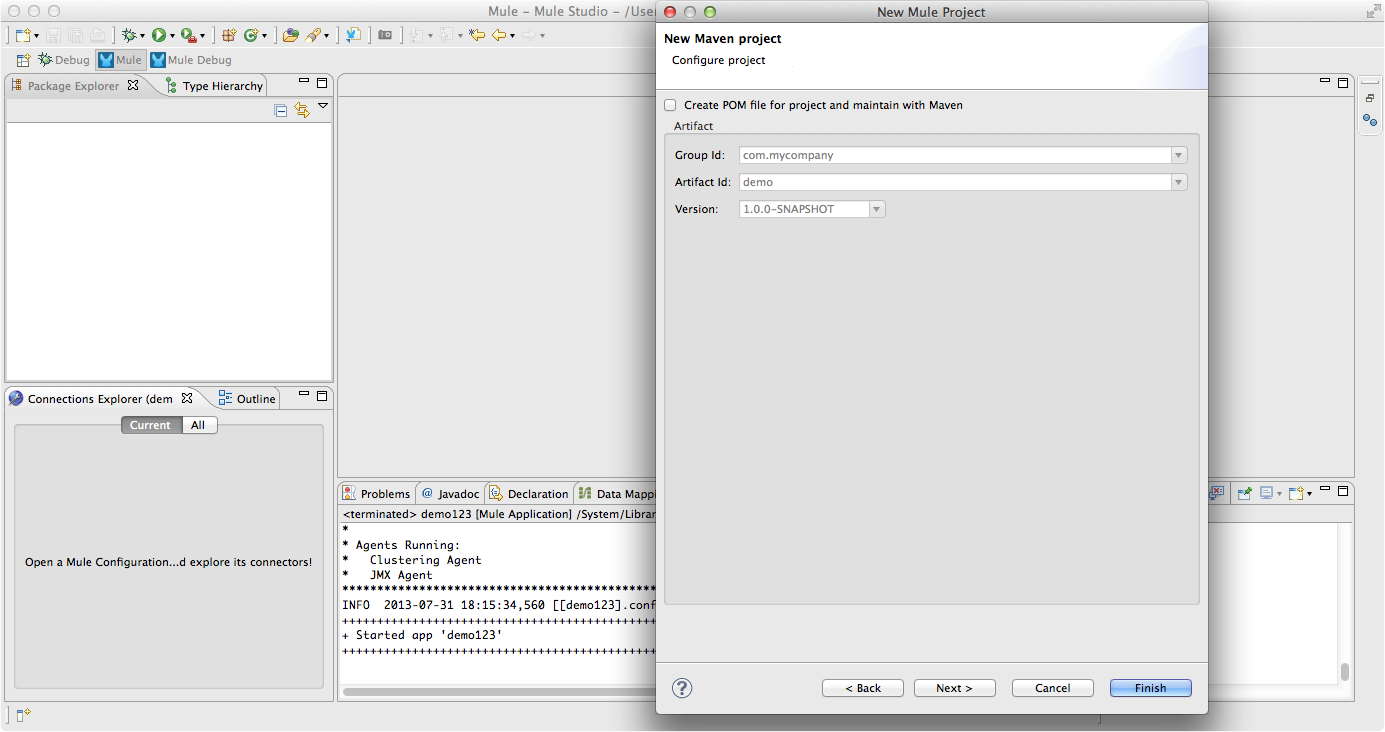 Mule – Mule Studio – /User
New Mule Project
New Maven project
Configure project
Debug
Mule
Mule Debug
Package Explorer
Type Hierarchy
Create POM file for project and maintain with Maven
Artifact
Group Id:
com.mycompany
Artifact Id:
demo
Version:
1.0.0-SNAPSHOT
Connections Explorer (dem
Outline
Current
All
Open a Mule Configuration...d explore its connectors!
Problems
@ Javadoc
Declaration
Data Mappi
<terminated> demo123 [Mule Application] /System/Librar
*
* Agents Running:
*   Clustering Agent
*   JMX Agent
*********************************************
INFO  2013-07-31 18:15:34,560 [[demo123].conf
+++++++++++++++++++++++++++++++++++++++++++++
+ Started app 'demo123'
+++++++++++++++++++++++++++++++++++++++++++++
?
< Back
Next >
Cancel
Finish